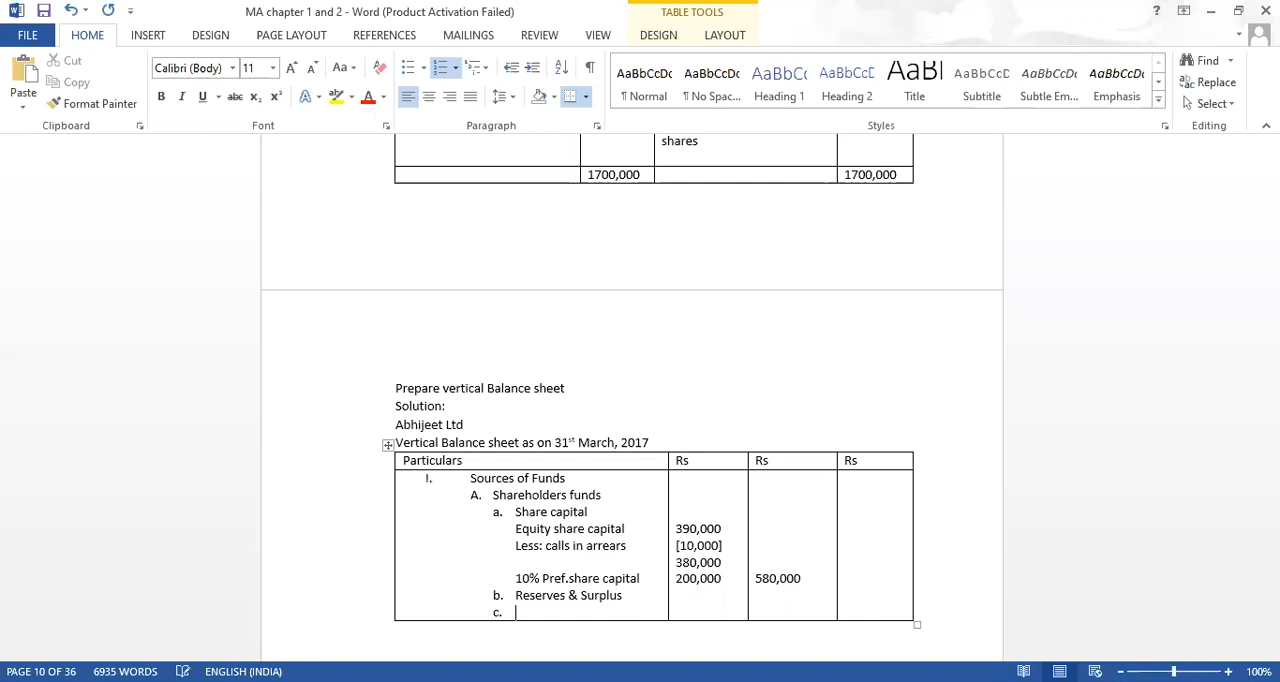 MA chapter 1 and 2 - Word (Product Activation Failed)
TABLE TOOLS
FILE HOME INSERT DESIGN PAGE LAYOUT REFERENCES MAILINGS REVIEW VIEW DESIGN LAYOUT
Paste
Cut
Copy
Format Painter
Clipboard
Calibri (Body) 11
Font
Paragraph
AaBbCcDc AaBbCcDc AaBbCc AaBbCcD AaBl AaBbCcD AaBbCcDc AaBbCcDc
¶ Normal ¶ No Spac... Heading 1 Heading 2 Title Subtitle Subtle Em... Emphasis
Styles
Find
Replace
Select
Editing
shares
1700,000 1700,000
Prepare vertical Balance sheet
Solution:
Abhijeet Ltd
Vertical Balance sheet as on 31st March, 2017
Particulars Rs Rs Rs
I. Sources of Funds
A. Shareholders funds
a. Share capital
Equity share capital 390,000
Less: calls in arrears [10,000]
380,000
10% Pref.share capital 200,000 580,000
b. Reserves & Surplus
c.
PAGE 10 OF 36 6935 WORDS ENGLISH (INDIA) 100%